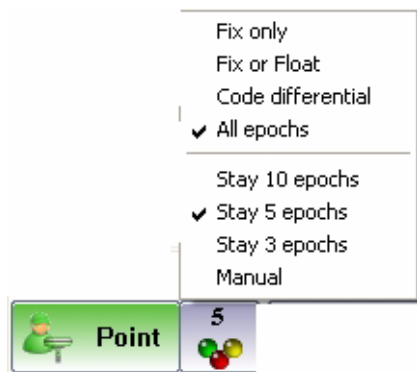 Fix only
Fix or Float
Code differential
All epochs
Stay 10 epochs
Stay 5 epochs
Stay 3 epochs
Manual
Point
5